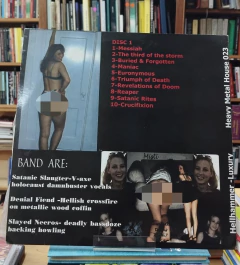 DISC 1
1-Messiah
2-The third of the storm
3-Buried & Forgotten
4-Maniac
5-Eurynomous
6-Triumph of Death
7-Revelations of Doom
8-Reaper
9-Satanic Rites
10-Crucifision
BAND ARE:
Satanic Slaugter-V-axe
holocaust damnbuster vocals
Denial Fiend -Hellish crossfire
on metallic wood coffin
Slayed Necros- deadly bassdoze
backing howling
Hellhammer -Luxury
Heavy Metal House 023